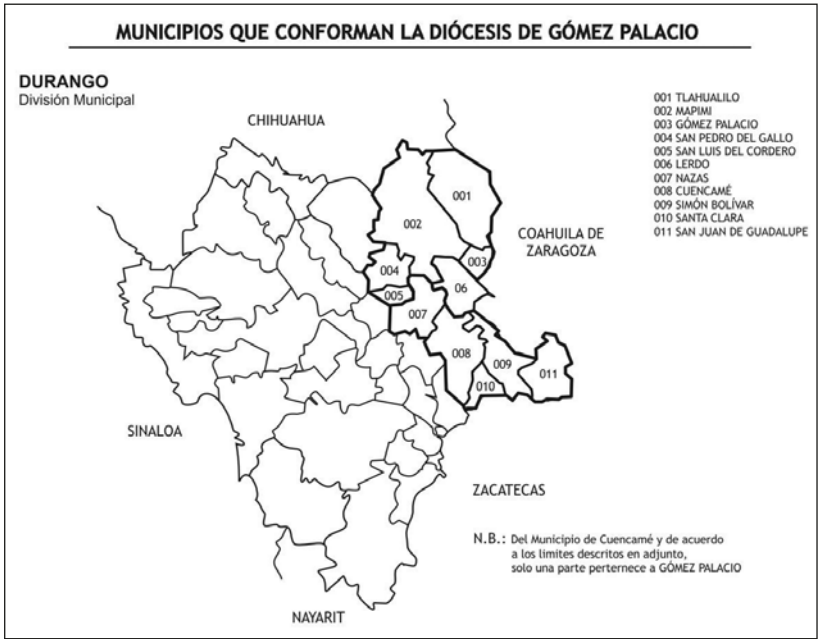 MUNICIPIOS QUE CONFORMAN LA DIÓCESIS DE GÓMEZ PALACIO
DURANGO
División Municipal
CHIHUAHUA
001 TLAHUALILO
002 MAPIMI
003 GÓMEZ PALACIO
004 SAN PEDRO DEL GALLO
005 SAN LUIS DEL CORDERO
006 LERDO
007 NAZAS
008 CUENCAMÉ
009 SIMÓN BOLÍVAR
010 SANTA CLARA
011 SAN JUAN DE GUADALUPE
001
002
COAHUILA DE
ZARAGOZA
003
004
06
005
007
008
009
011
010
SINALOA
ZACATECAS
N.B.: Del Municipio de Cuencamé y de acuerdo
a los limites descritos en adjunto,
solo una parte perternece a GÓMEZ PALACIO
NAYARIT